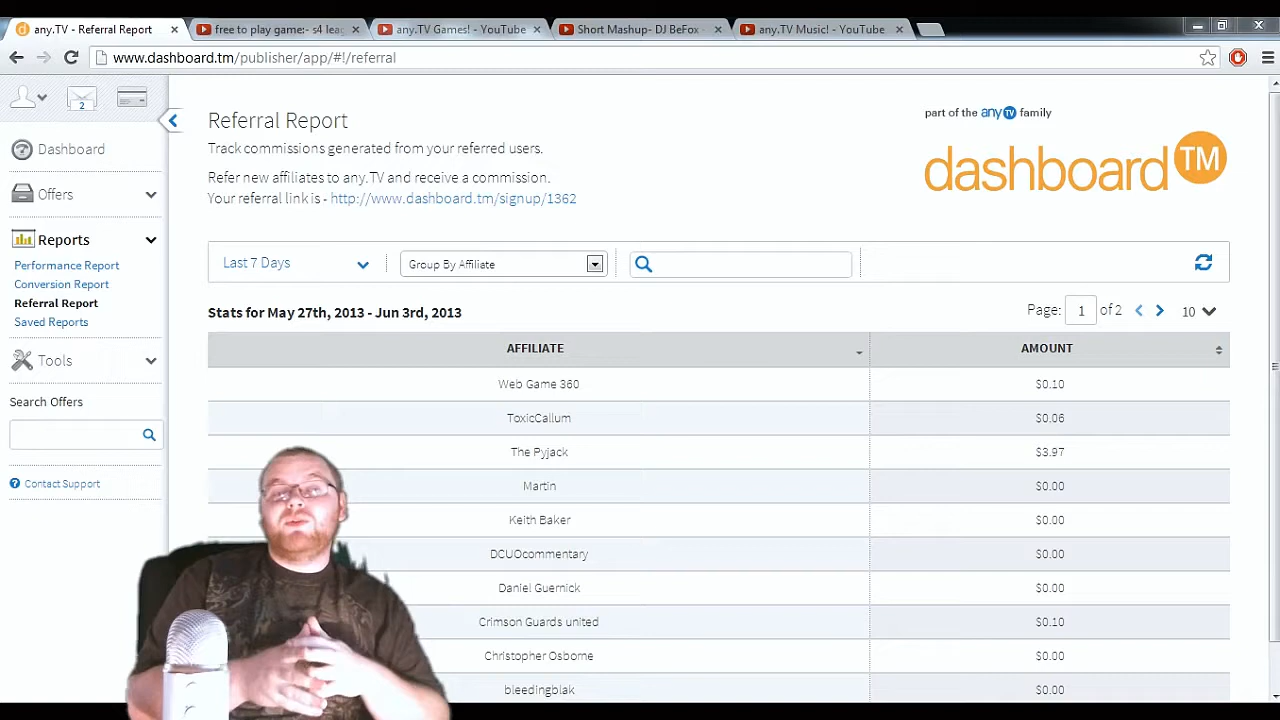 any.TV - Referral Report
free to play game:- s4 leag
any.TV Games! - YouTube
Short Mashup- DJ BeFox
any.TV Music! - YouTube
www.dashboard.tm/publisher/app/#!/referral
2
Dashboard
Offers
Reports
Performance Report
Conversion Report
Referral Report
Saved Reports
Tools
Search Offers
Contact Support
Referral Report
Track commissions generated from your referred users.
Refer new affiliates to any.TV and receive a commission.
Your referral link is - http://www.dashboard.tm/signup/1362
part of the anyTV family
dashboard TM
Last 7 Days
Group By Affiliate
Stats for May 27th, 2013 - Jun 3rd, 2013
Page: 1 of 2 10
AFFILIATE AMOUNT
Web Game 360 $0.10
ToxicCallum $0.06
The Pyjack $3.97
Martin $0.00
Keith Baker $0.00
DCUOcommentary $0.00
Daniel Guernick $0.00
Crimson Guards united $0.10
Christopher Osborne $0.00
bleedingblak $0.00